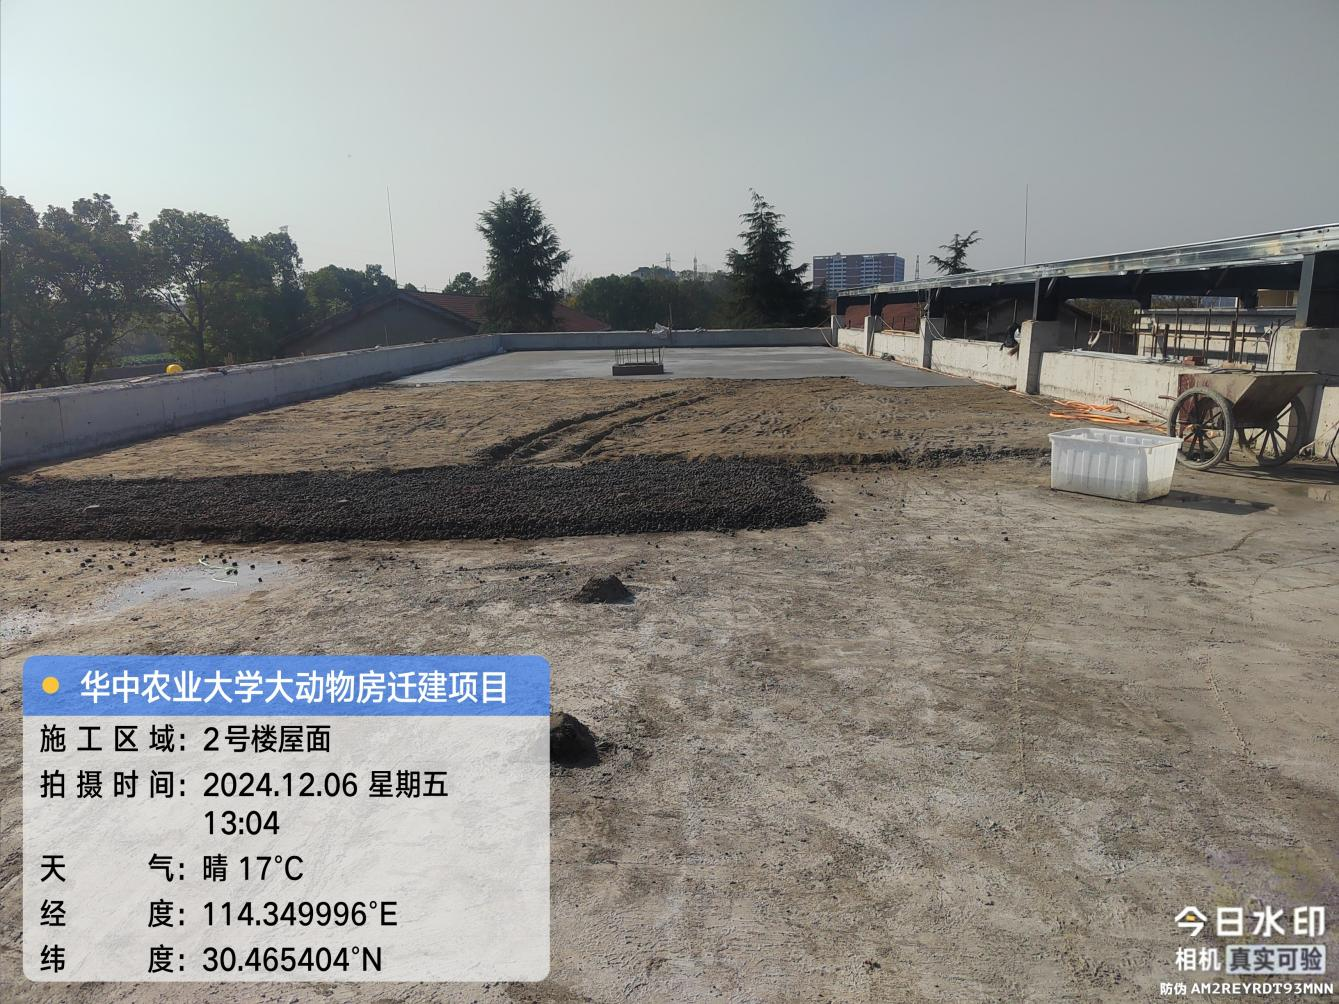 华中农业大学大动物房迁建项目
施工区域：2号楼屋面
拍摄时间：2024.12.06 星期五
13:04
天气：晴 17°C
经度：114.349996°E
纬度：30.465404°N
今日水印
相机 真实可验
防伪 AM2REYRDT93MNN